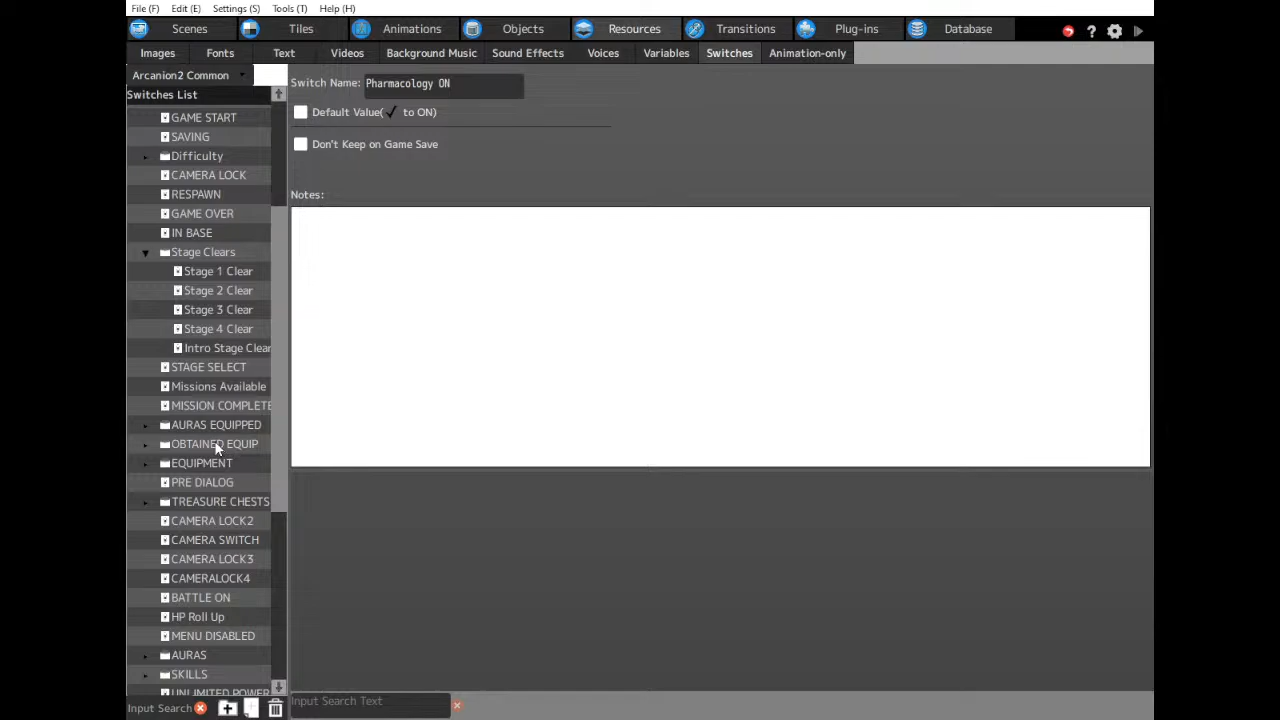 File (F) Edit (E) Settings (S) Tools (T) Help (H)
Scenes Tiles Animations Objects Resources Transitions Plug-ins Database
Images Fonts Text Videos Background Music Sound Effects Voices Variables Switches Animation-only
Arcanion2 Common
Switches List
GAME START
SAVING
Difficulty
CAMERA LOCK
RESPAWN
GAME OVER
IN BASE
Stage Clears
Stage 1 Clear
Stage 2 Clear
Stage 3 Clear
Stage 4 Clear
Intro Stage Clear
STAGE SELECT
Missions Available
MISSION COMPLETE
AURAS EQUIPPED
OBTAINED EQUIP
EQUIPMENT
PRE DIALOG
TREASURE CHESTS
CAMERA LOCK2
CAMERA SWITCH
CAMERA LOCK3
CAMERALOCK4
BATTLE ON
HP Roll Up
MENU DISABLED
AURAS
SKILLS
UNLIMITED POWER
Input Search
Switch Name: Pharmacology ON
Default Value( ✓ to ON)
Don't Keep on Game Save
Notes:
Input Search Text